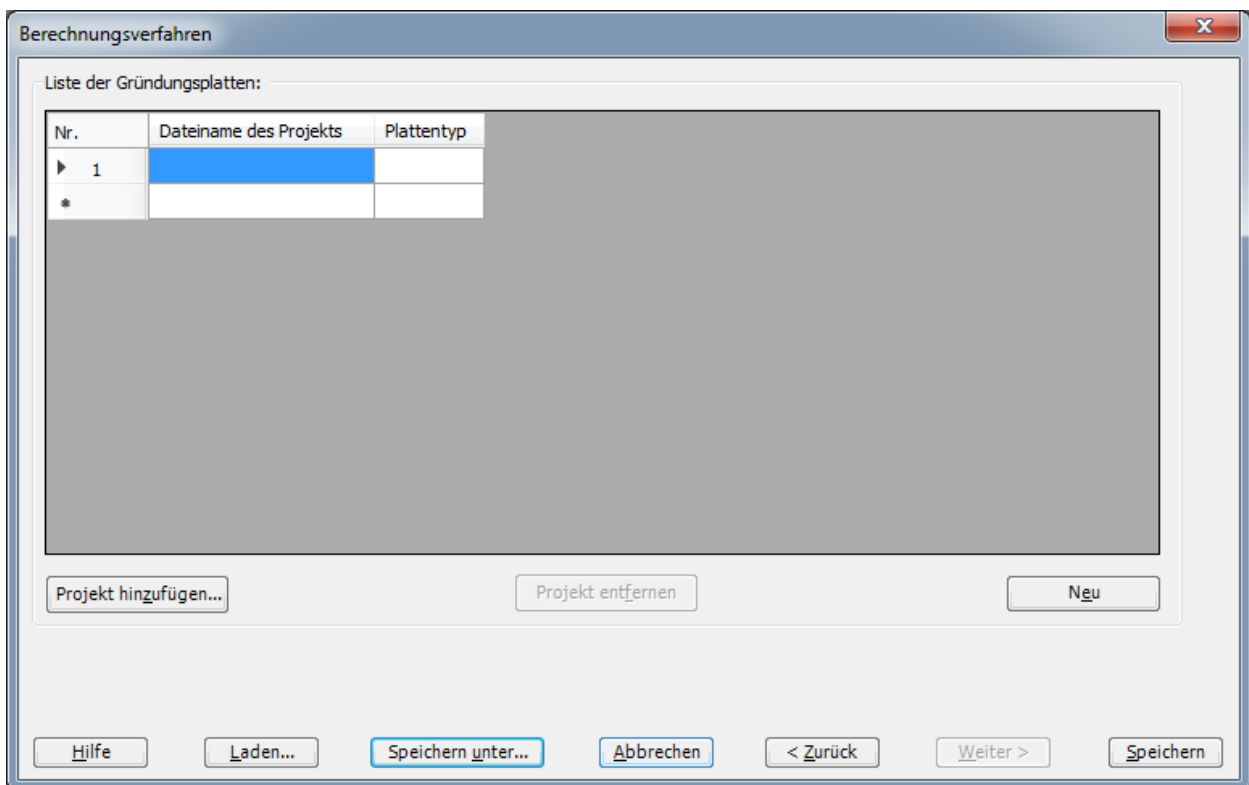 Berechnungsverfahren
Liste der Gründungsplatten:
Nr. Dateiname des Projekts Plattentyp
1
*
Projekt hinzufügen... Projekt entfernen Neu
Hilfe Laden... Speichern unter... Abbrechen < Zurück Weiter > Speichern